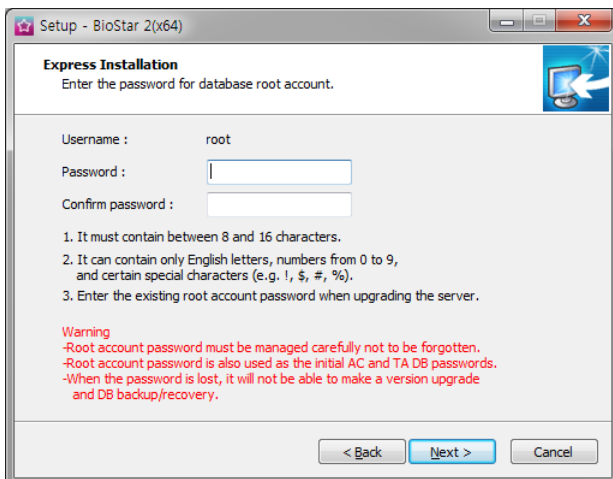 Setup - BioStar 2(x64)
Express Installation
Enter the password for database root account.
Username :
root
Password :
Confirm password :
1. It must contain between 8 and 16 characters.
2. It can contain only English letters, numbers from 0 to 9,
and certain special characters (e.g. !, $, #, %).
3. Enter the existing root account password when upgrading the server.
Warning
-Root account password must be managed carefully not to be forgotten.
-Root account password is also used as the initial AC and TA DB passwords.
-When the password is lost, it will not be able to make a version upgrade
and DB backup/recovery.
< Back
Next >
Cancel